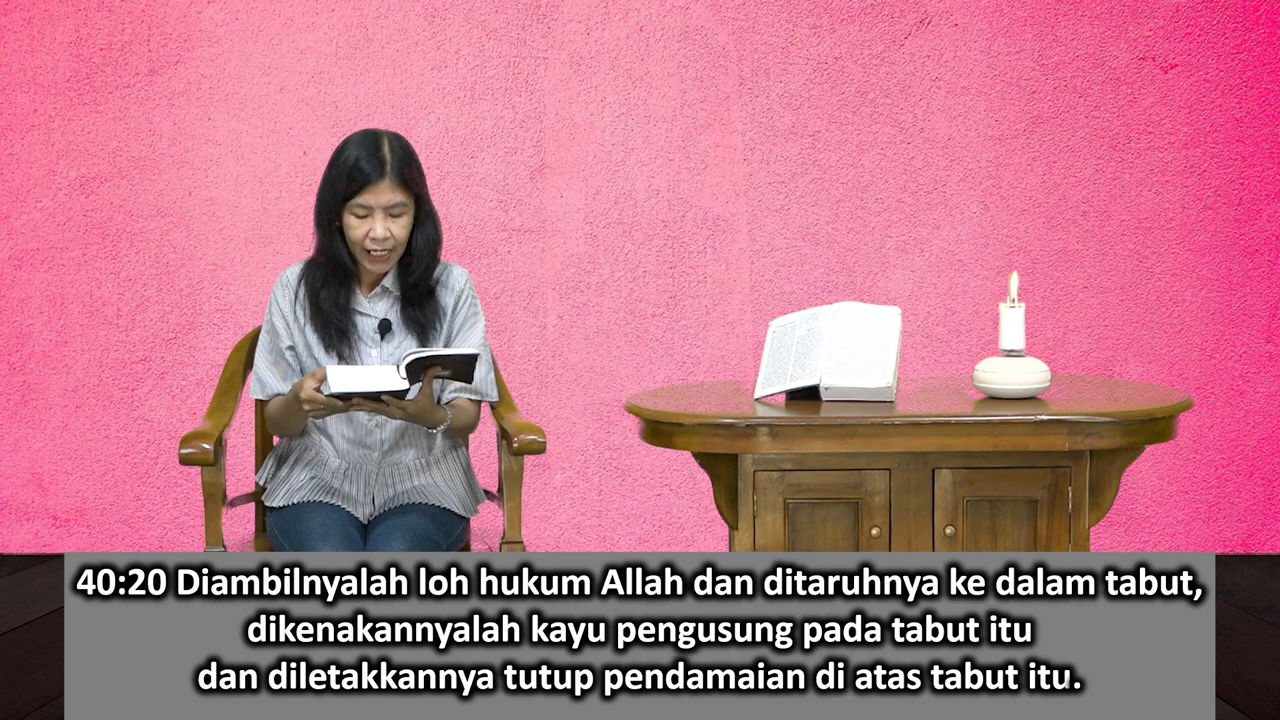 40:20 Diambilnyalah loh hukum Allah dan ditaruhnya ke dalam tabut,
dikenakannyalah kayu pengusung pada tabut itu
dan diletakkannya tutup pendamaian di atas tabut itu.